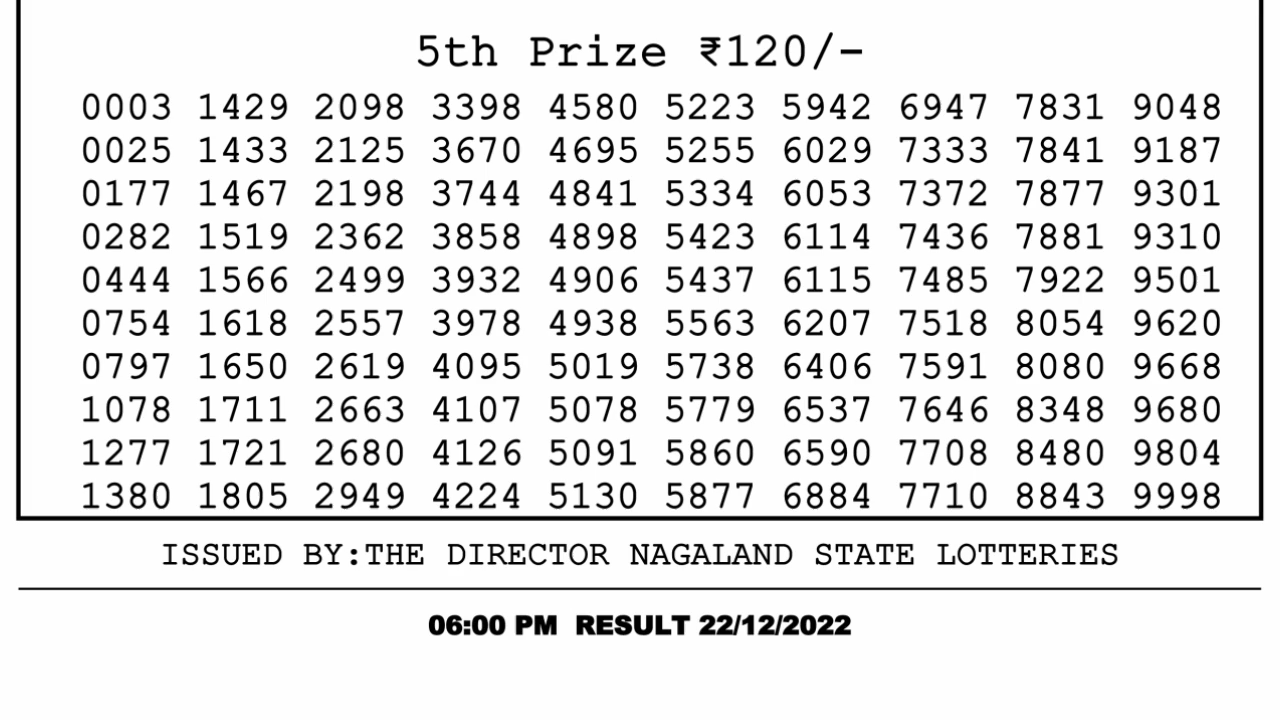 5th Prize ₹120/-
0003 1429 2098 3398 4580 5223 5942 6947 7831 9048
0025 1433 2125 3670 4695 5255 6029 7333 7841 9187
0177 1467 2198 3744 4841 5334 6053 7372 7877 9301
0282 1519 2362 3858 4898 5423 6114 7436 7881 9310
0444 1566 2499 3932 4906 5437 6115 7485 7922 9501
0754 1618 2557 3978 4938 5563 6207 7518 8054 9620
0797 1650 2619 4095 5019 5738 6406 7591 8080 9668
1078 1711 2663 4107 5078 5779 6537 7646 8348 9680
1277 1721 2680 4126 5091 5860 6590 7708 8480 9804
1380 1805 2949 4224 5130 5877 6884 7710 8843 9998
ISSUED BY:THE DIRECTOR NAGALAND STATE LOTTERIES
06:00 PM RESULT 22/12/2022